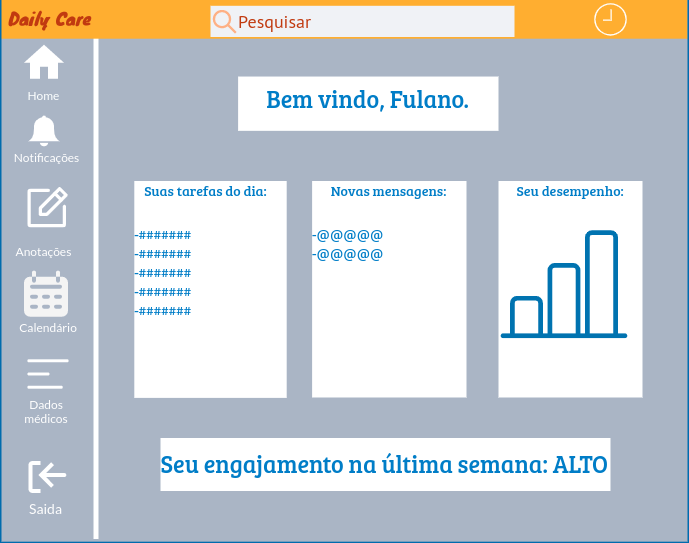 Daily Care
Pesquisar
Home
Notificações
Anotações
Calendário
Dados
médicos
Saida
Bem vindo, Fulano.
Suas tarefas do dia:
-#######
-#######
-#######
-#######
-#######
Novas mensagens:
-@@@@@
-@@@@@
Seu desempenho:
Seu engajamento na última semana: ALTO